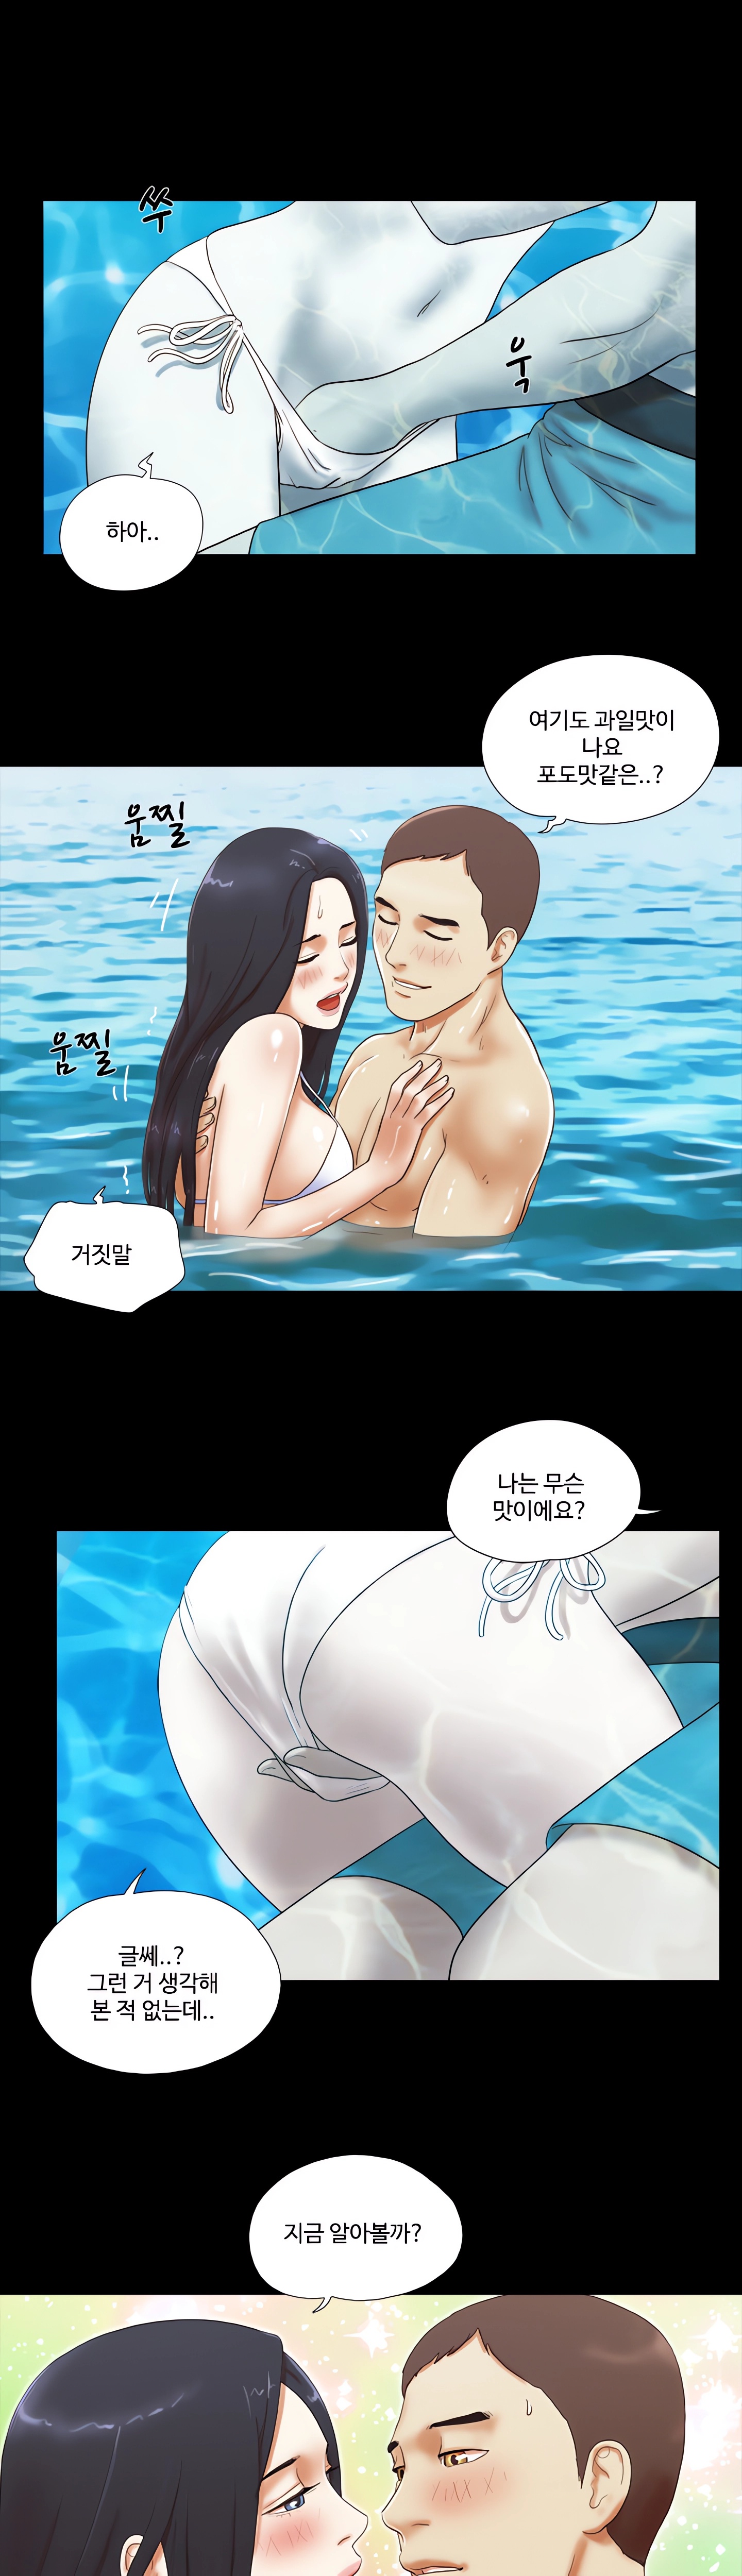 쑤
욱
하아..
여기도 과일맛이
나요
포도맛같은..?
움찔
움찔
거짓말
나는 무슨
맛이에요?
글쎄..?
그런 거 생각해
본 적 없는데..
지금 알아볼까?